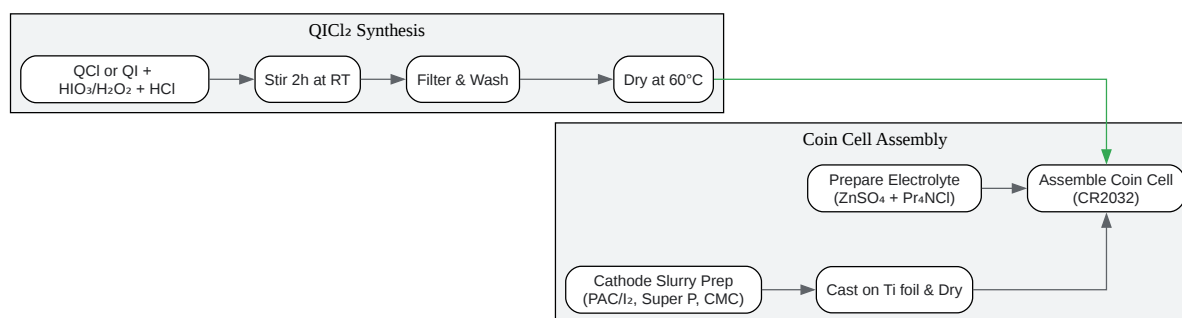 QICl₂ Synthesis
QCl or QI +
HIO₃/H₂O₂ + HCl
Stir 2h at RT
Filter & Wash
Dry at 60°C
Coin Cell Assembly
Prepare Electrolyte
(ZnSO₄ + Pr₄NCl)
Assemble Coin Cell
(CR2032)
Cathode Slurry Prep
(PAC/I₂, Super P, CMC)
Cast on Ti foil & Dry